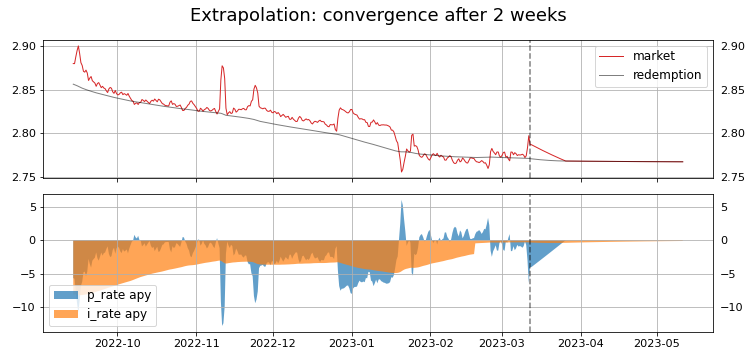 Extrapolation: convergence after 2 weeks
2.90
2.85
2.80
2.75
market
redemption
2.90
2.85
2.80
2.75
5
0
−5
−10
p_rate apy
i_rate apy
5
0
−5
−10
2022-10 2022-11 2022-12 2023-01 2023-02 2023-03 2023-04 2023-05